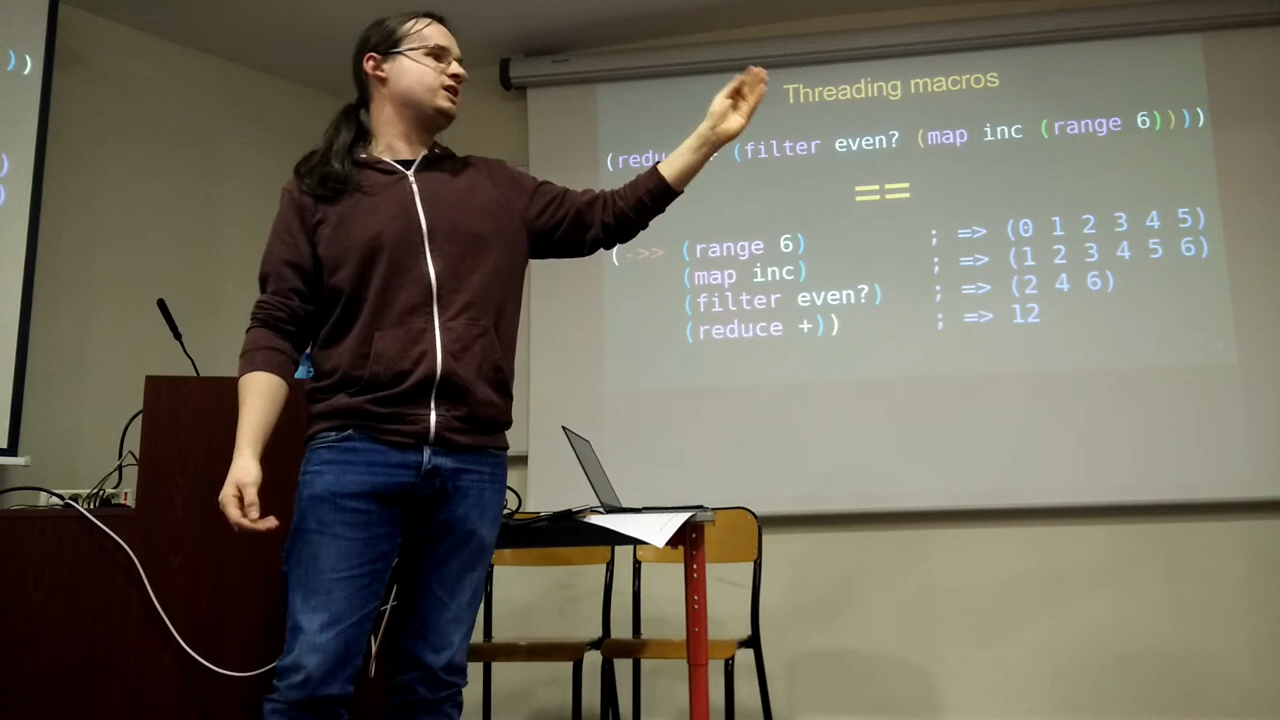 Threading macros
(reduce + (filter even? (map inc (range 6))))
==
(->> (range 6) ; => (0 1 2 3 4 5)
(map inc) ; => (1 2 3 4 5 6)
(filter even?) ; => (2 4 6)
(reduce +)) ; => 12
))
)
)